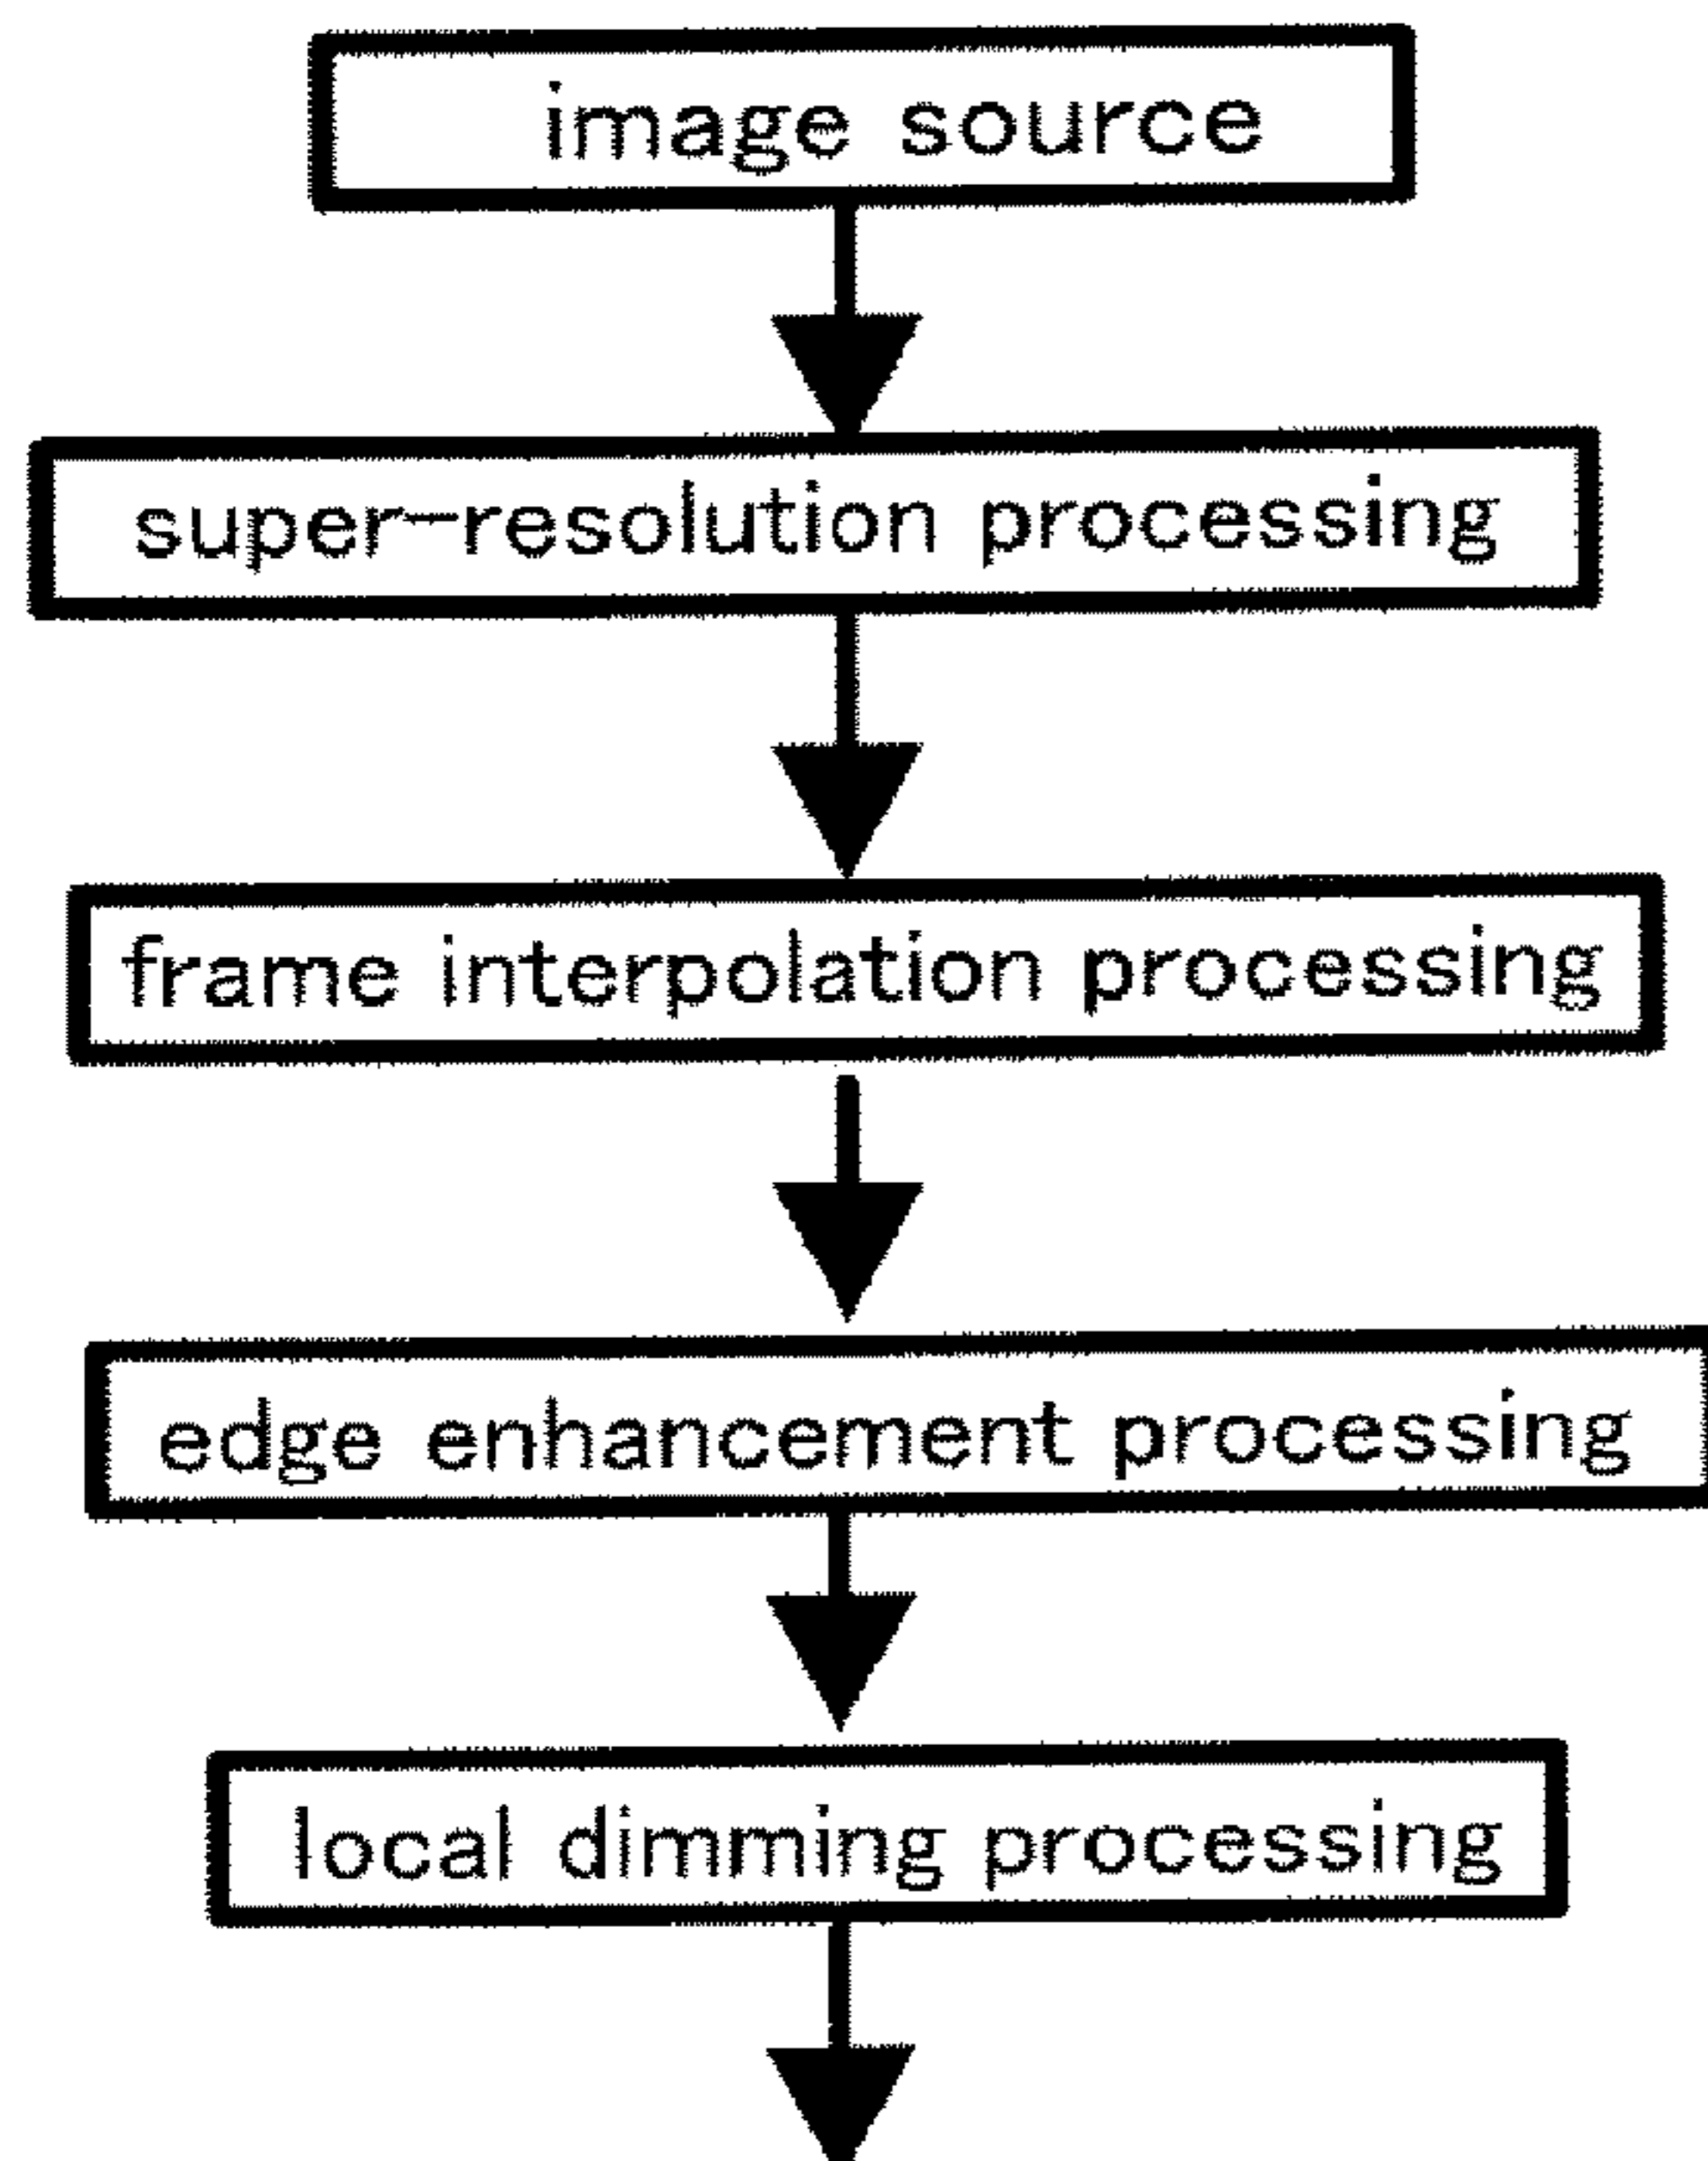 image source
super-resolution processing
frame interpolation processing
edge enhancement processing
local dimming processing